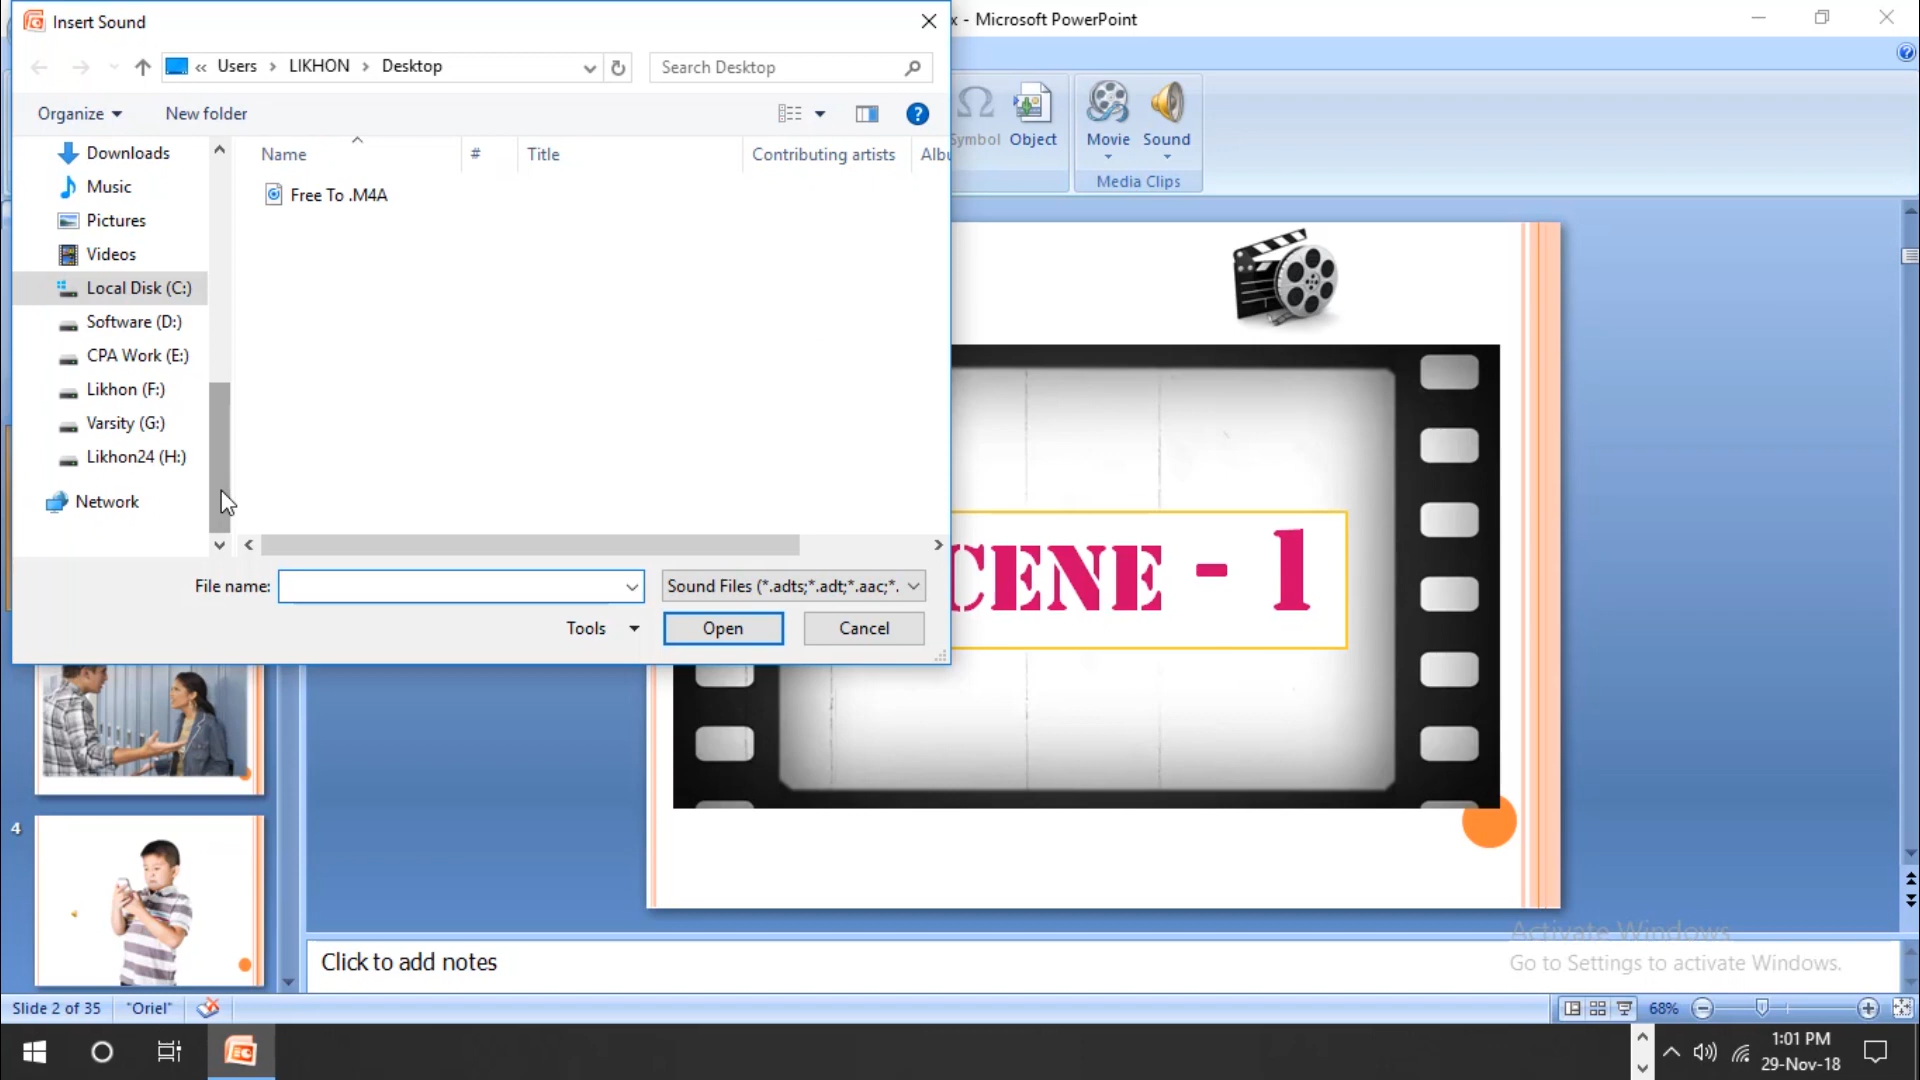 Insert Sound
x - Microsoft PowerPoint
« Users > LIKHON > Desktop
Search Desktop
Organize
New folder
Symbol
Object
Movie
Sound
Media Clips
Downloads
Music
Pictures
Videos
Local Disk (C:)
Software (D:)
CPA Work (E:)
Likhon (F:)
Varsity (G:)
Likhon24 (H:)
Network
Name
#
Title
Contributing artists
Albu
Free To .M4A
File name:
Sound Files (*.adts;*.adt;*.aac;*.
Tools
Open
Cancel
CENE - 1
4
Click to add notes
Activate Windows
Go to Settings to activate Windows.
Slide 2 of 35
"Oriel"
68%
1:01 PM
29-Nov-18